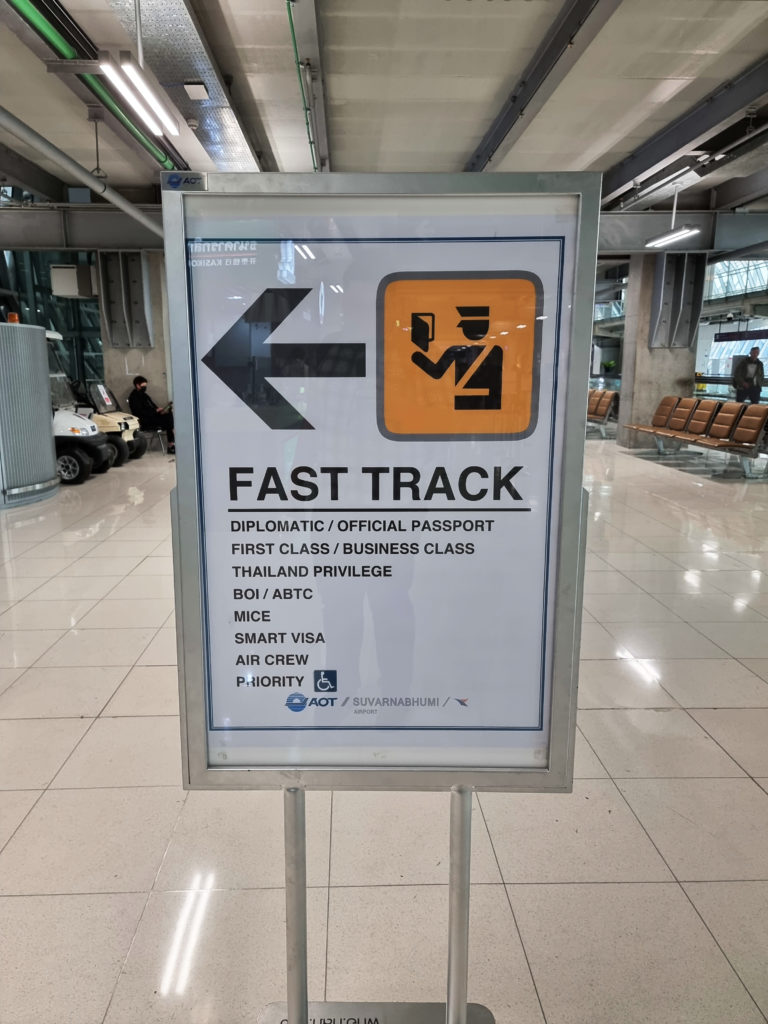 AOT
FAST TRACK
DIPLOMATIC / OFFICIAL PASSPORT
FIRST CLASS / BUSINESS CLASS
THAILAND PRIVILEGE
BOI / ABTC
MICE
SMART VISA
AIR CREW
PRIORITY
AOT / SUVARNABHUMI /
AIRPORT